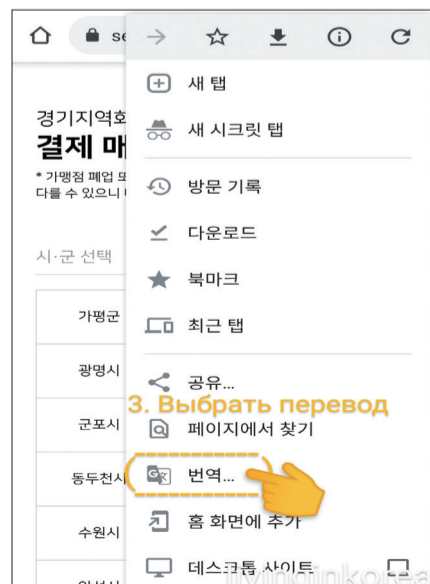 se
새 탭
새 시크릿 탭
방문 기록
다운로드
북마크
최근 탭
공유...
3. Выбрать перевод
페이지에서 찾기
번역...
홈 화면에 추가
데스크톱 사이트
경기지역화
결제 매
* 가맹점 폐업 또
다를 수 있으니
시·군 선택
가평군
광명시
군포시
동두천시
수원시
livinginkorea